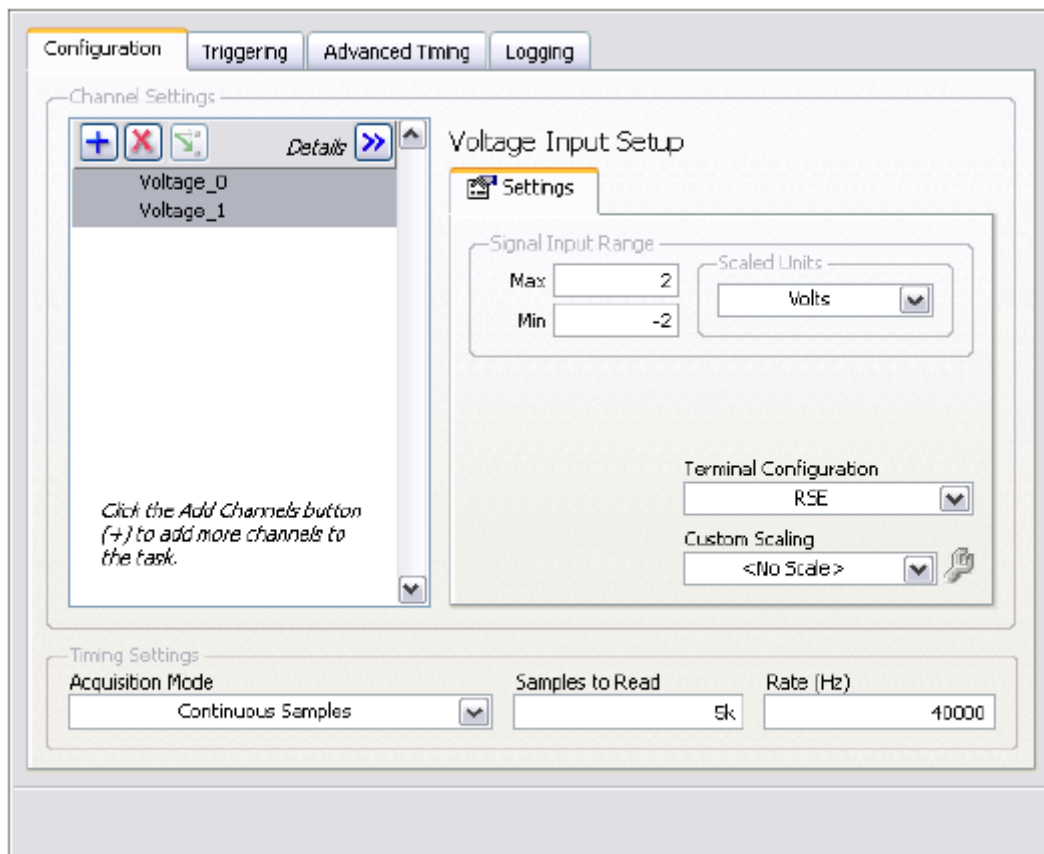 Configuration
Triggering
Advanced Timing
Logging
Channel Settings
Details
Voltage_0
Voltage_1
Click the Add Channels button
(+) to add more channels to
the task.
Voltage Input Setup
Settings
Signal Input Range
Max 2
Min -2
Scaled Units
Volts
Terminal Configuration
RSE
Custom Scaling
<No Scale>
Timing Settings
Acquisition Mode
Continuous Samples
Samples to Read
5k
Rate (Hz)
40000